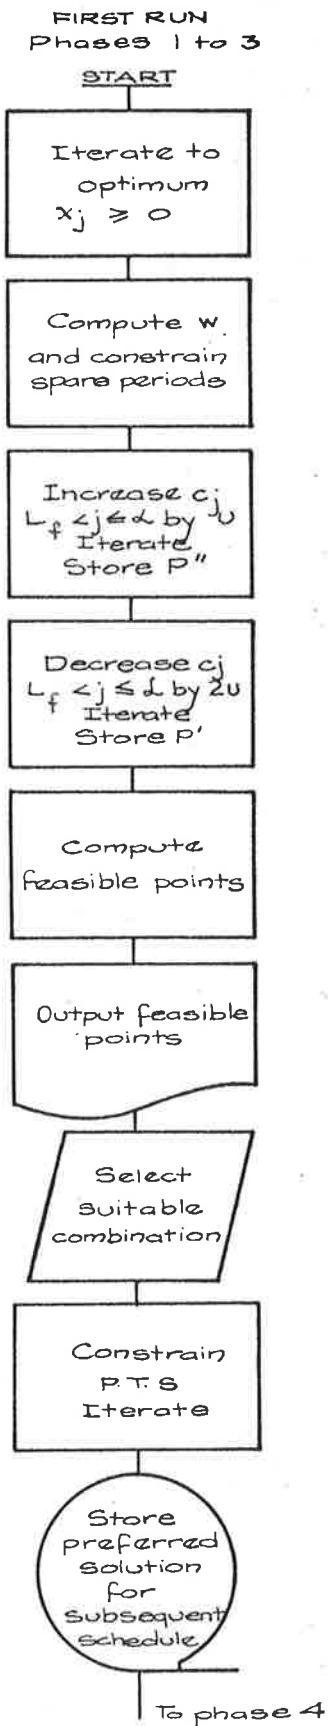 FIRST RUN
Phases 1 to 3
START
Iterate to
optimum
xj ⩾ 0
Compute w
and constrain
spare periods
Increase cj
Lf < j ≤ L by U
Iterate
Store P"
Decrease cj
Lf < j ≤ L by 2U
Iterate
Store P'
Compute
feasible points
Output feasible
points
Select
suitable
combination
Constrain
P.T.S
Iterate
Store
preferred
solution
for
subsequent
schedule
To phase 4